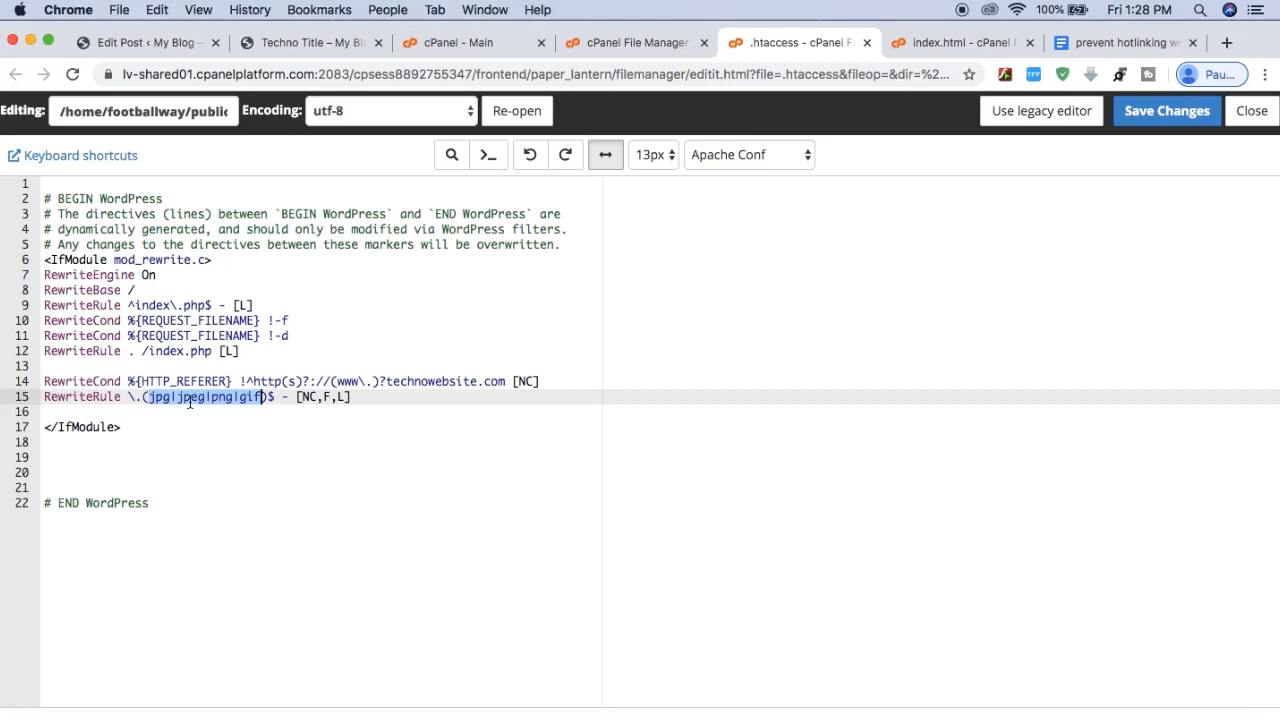 Chrome File Edit View History Bookmarks People Tab Window Help 100% Fri 1:28 PM
Edit Post ‹ My Blog – Techno Title – My Bl cPanel - Main cPanel File Manager .htaccess - cPanel F index.html - cPanel F prevent hotlinking w
lv-shared01.cpanelplatform.com:2083/cpsess8892755347/frontend/paper_lantern/filemanager/editit.html?file=.htaccess&fileop=&dir=%2... Pau...
Editing: /home/footballway/public Encoding: utf-8 Re-open Use legacy editor Save Changes Close
Keyboard shortcuts 13px Apache Conf
1
2 # BEGIN WordPress
3 # The directives (lines) between `BEGIN WordPress` and `END WordPress` are
4 # dynamically generated, and should only be modified via WordPress filters.
5 # Any changes to the directives between these markers will be overwritten.
6 <IfModule mod_rewrite.c>
7 RewriteEngine On
8 RewriteBase /
9 RewriteRule ^index\.php$ - [L]
10 RewriteCond %{REQUEST_FILENAME} !-f
11 RewriteCond %{REQUEST_FILENAME} !-d
12 RewriteRule . /index.php [L]
13
14 RewriteCond %{HTTP_REFERER} !^http(s)?://(www\.)?technowebsite.com [NC]
15 RewriteRule \.(jpg|jpeg|png|gif)$ - [NC,F,L]
16
17 </IfModule>
18
19
20
21
22 # END WordPress